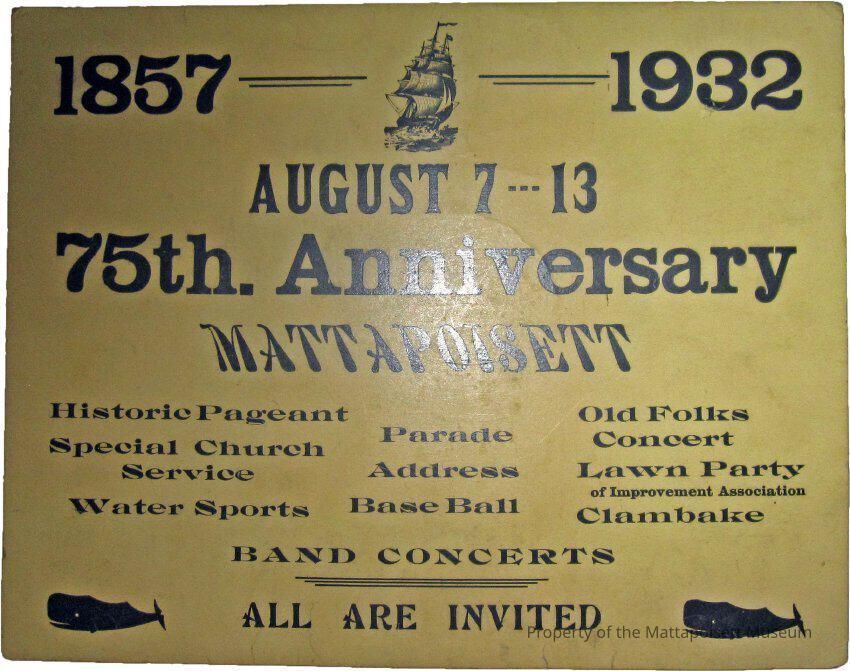 1857 1932
AUGUST 7---13
75th. Anniversary
MATTAPOISETT
Historic Pageant
Special Church
Service
Water Sports
Parade
Address
Base Ball
Old Folks
Concert
Lawn Party
of Improvement Association
Clambake
BAND CONCERTS
ALL ARE INVITED
Property of the Mattapoisett Museum